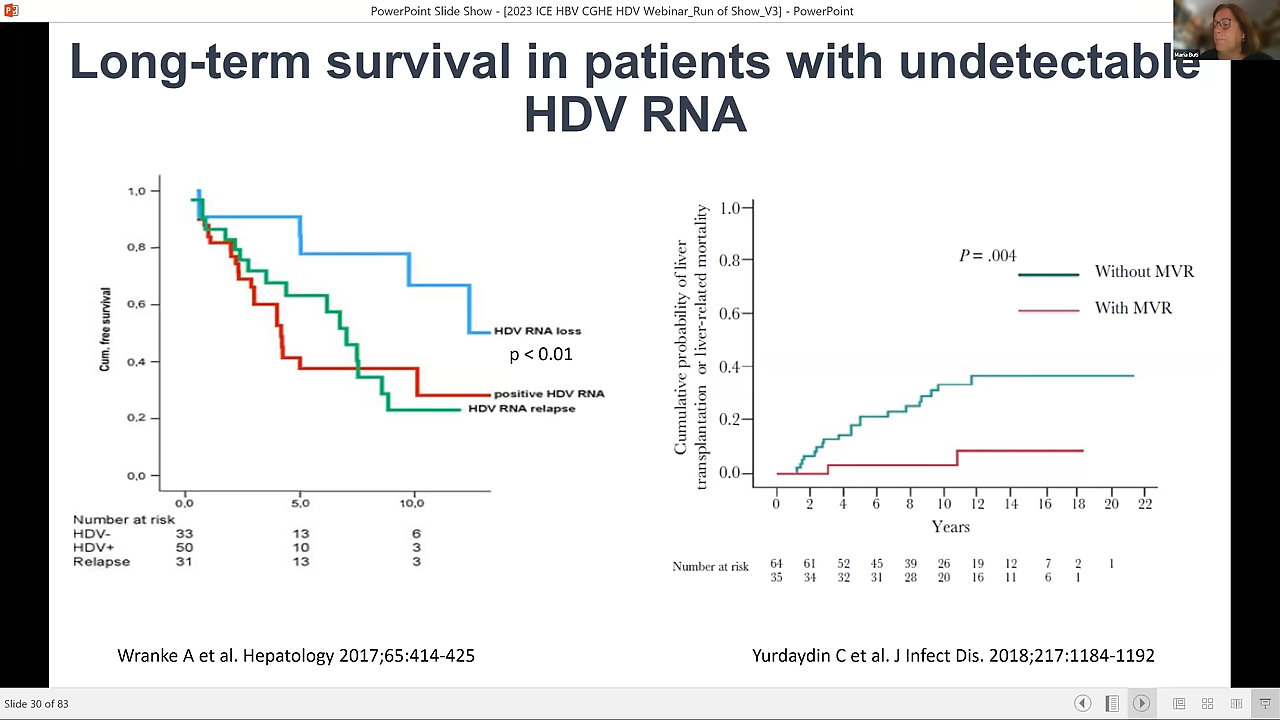 PowerPoint Slide Show - [2023 ICE HBV CGHE HDV Webinar_Run of Show_V3] - PowerPoint
Maria Buti
Long-term survival in patients with undetectable
HDV RNA
Cum. free survival
1,0
0,8
0,6
0,4
0,2
0,0
HDV RNA loss
p < 0.01
positive HDV RNA
HDV RNA relapse
0,0 5,0 10,0
Number at risk
HDV- 33 13 6
HDV+ 50 10 3
Relapse 31 13 3
Wranke A et al. Hepatology 2017;65:414-425
Cumulative probability of liver
transplantation or liver-related mortality
1.0
0.8
0.6
0.4
0.2
0.0
P = .004
Without MVR
With MVR
0 2 4 6 8 10 12 14 16 18 20 22
Years
Number at risk 64 61 52 45 39 26 19 12 7 2 1
35 34 32 31 28 20 16 11 6 1
Yurdaydin C et al. J Infect Dis. 2018;217:1184-1192
Slide 30 of 83